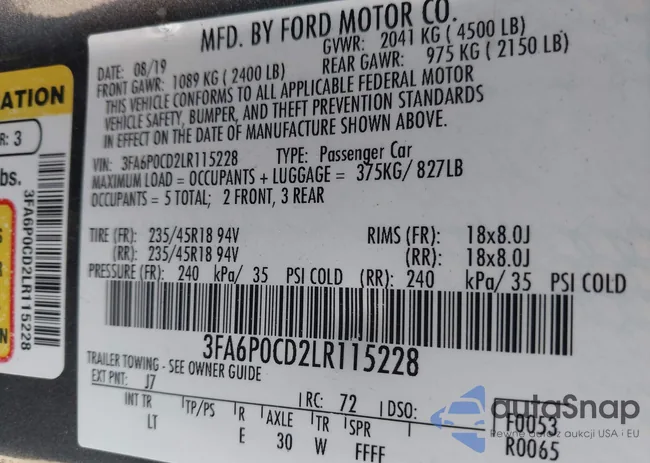 MFD. BY FORD MOTOR CO.
DATE: 08/19 GVWR: 2041 KG (4500 LB)
FRONT GAWR: 1089 KG (2400 LB) REAR GAWR: 975 KG (2150 LB)
THIS VEHICLE CONFORMS TO ALL APPLICABLE FEDERAL MOTOR
VEHICLE SAFETY, BUMPER, AND THEFT PREVENTION STANDARDS
IN EFFECT ON THE DATE OF MANUFACTURE SHOWN ABOVE.
VIN: 3FA6P0CD2LR115228 TYPE: Passenger Car
MAXIMUM LOAD = OCCUPANTS + LUGGAGE = 375KG/ 827LB
OCCUPANTS = 5 TOTAL; 2 FRONT, 3 REAR
TIRE (FR): 235/45R18 94V RIMS (FR): 18x8.0J
(RR): 235/45R18 94V (RR): 18x8.0J
PRESSURE (FR): 240 kPa/ 35 PSI COLD (RR): 240 kPa/ 35 PSI COLD
3FA6P0CD2LR115228
TRAILER TOWING - SEE OWNER GUIDE
EXT PNT: J7 RC: 72 DSO: F0053
INT TR TP/PS R AXLE TR SPR R0065
LT E 30 W FFFF
ATION
R: 3
bs.
3FA6P0CD2LR115228
N
autoSnap
Pewne auta z aukcji USA i EU